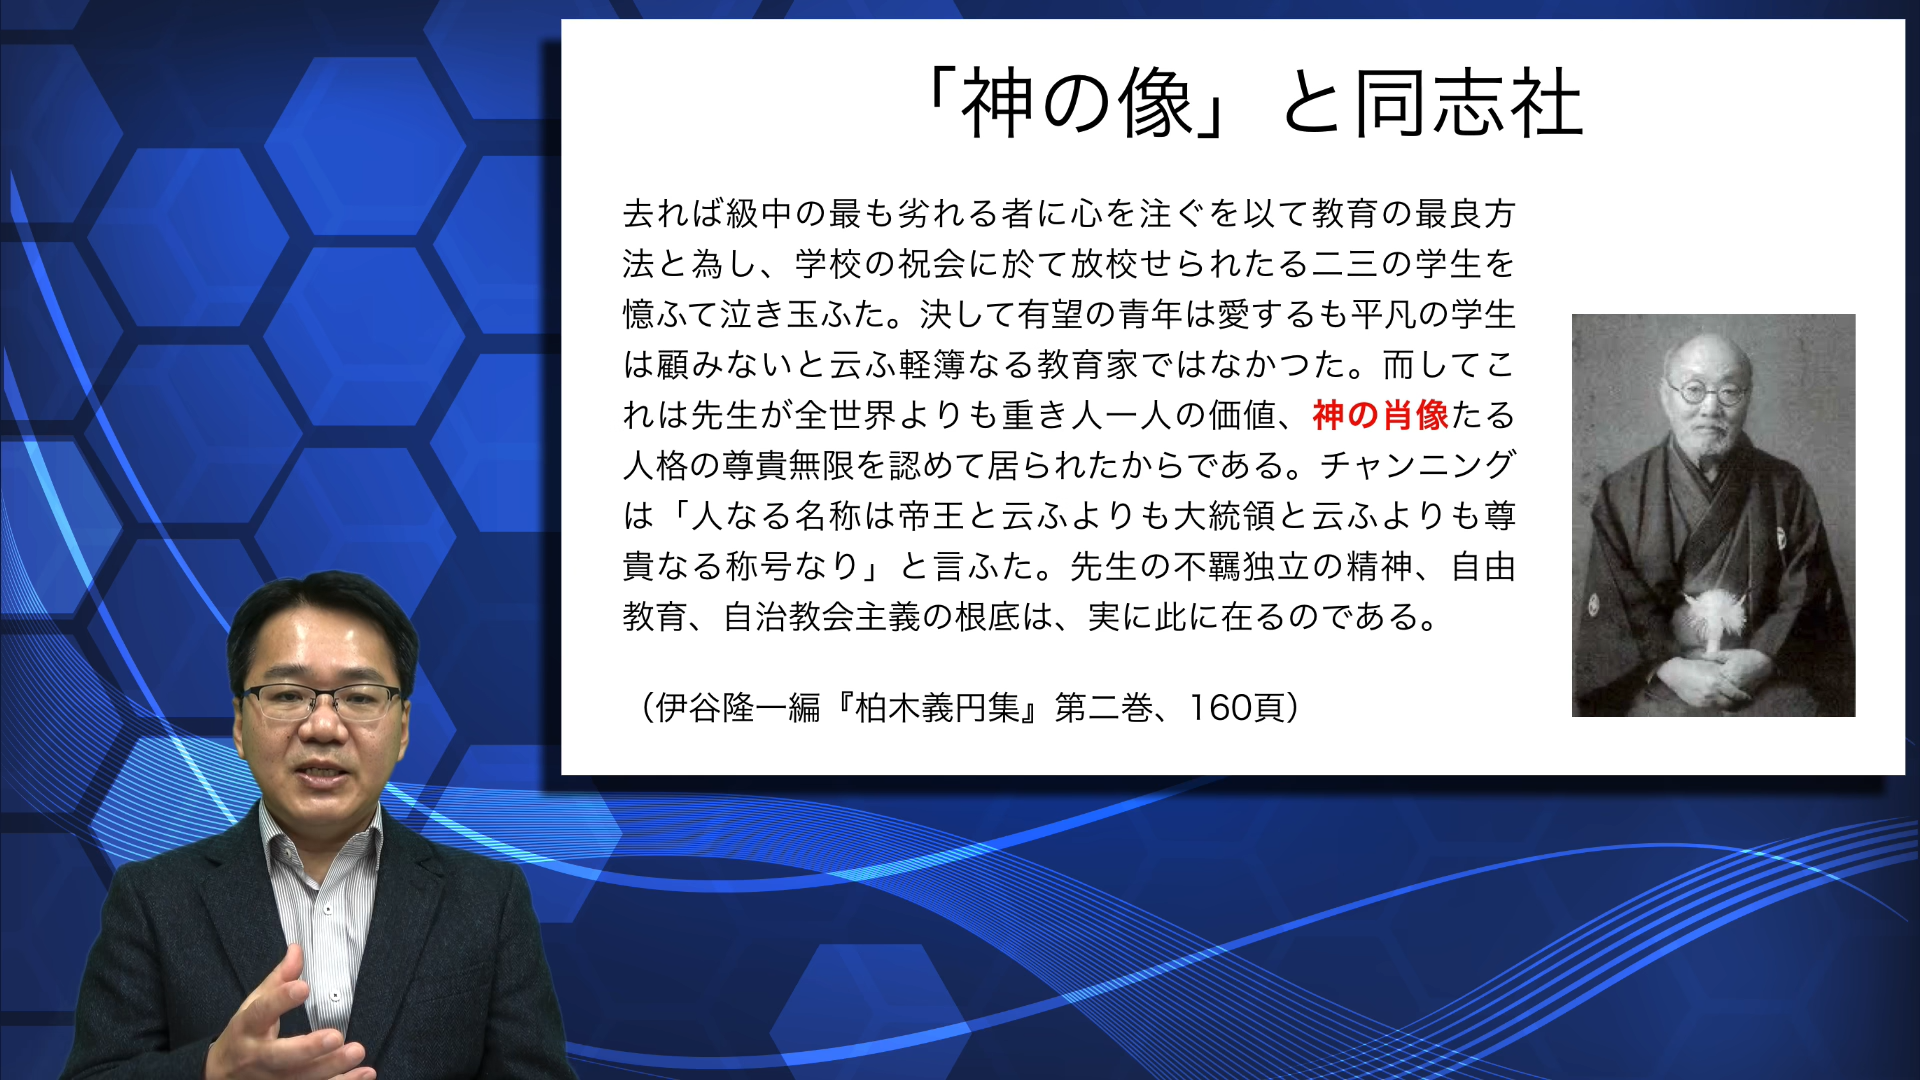 「神の像」と同志社
去れば級中の最も劣れる者に心を注ぐを以て教育の最良方
法と為し、学校の祝会に於て放校せられたる二三の学生を
憶ふて泣き玉ふた。決して有望の青年は愛するも平凡の学生
は顧みないと云ふ軽簿なる教育家ではなかつた。而してこ
れは先生が全世界よりも重き人一人の価値、神の肖像たる
人格の尊貴無限を認めて居られたからである。チャンニング
は「人なる名称は帝王と云ふよりも大統領と云ふよりも尊
貴なる称号なり」と言ふた。先生の不羈独立の精神、自由
教育、自治教会主義の根底は、実に此に在るのである。
（伊谷隆一編『柏木義円集』第二巻、160頁）